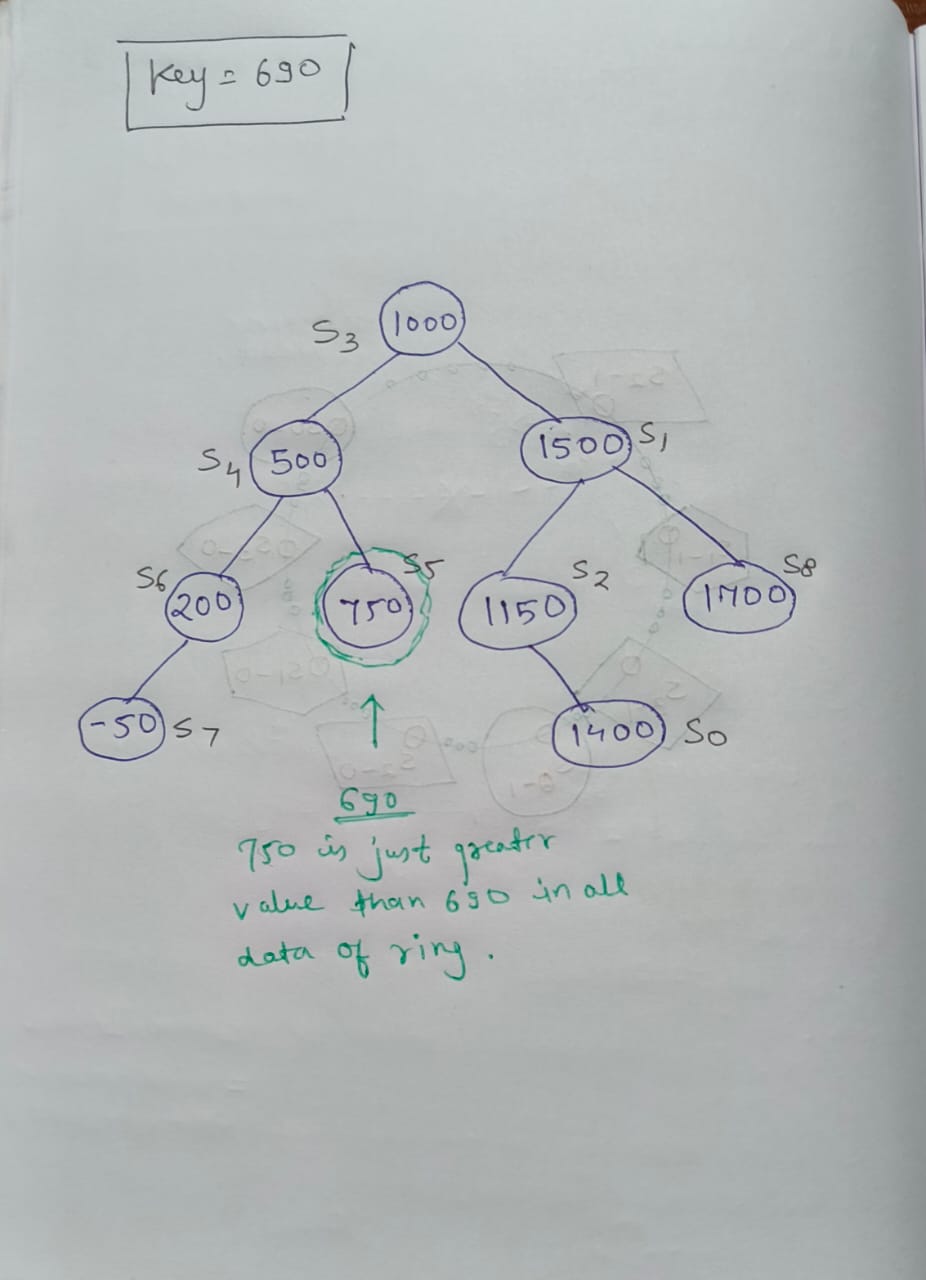 Key = 690
1000
S3
500
S4
1500
S1
S6
200
S5
750
S2
1150
S8
1700
-50
S7
1400
S0
690
750 is just greater
value than 690 in all
data of ring.